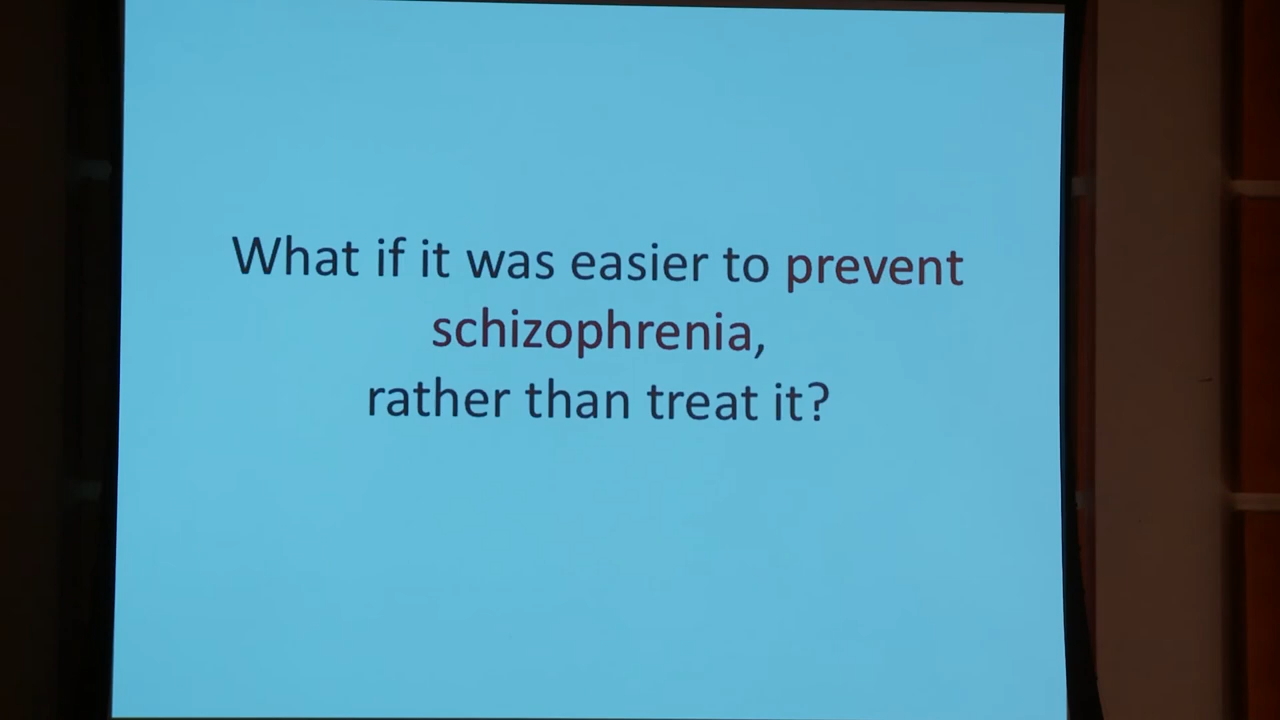 What if it was easier to prevent
schizophrenia,
rather than treat it?